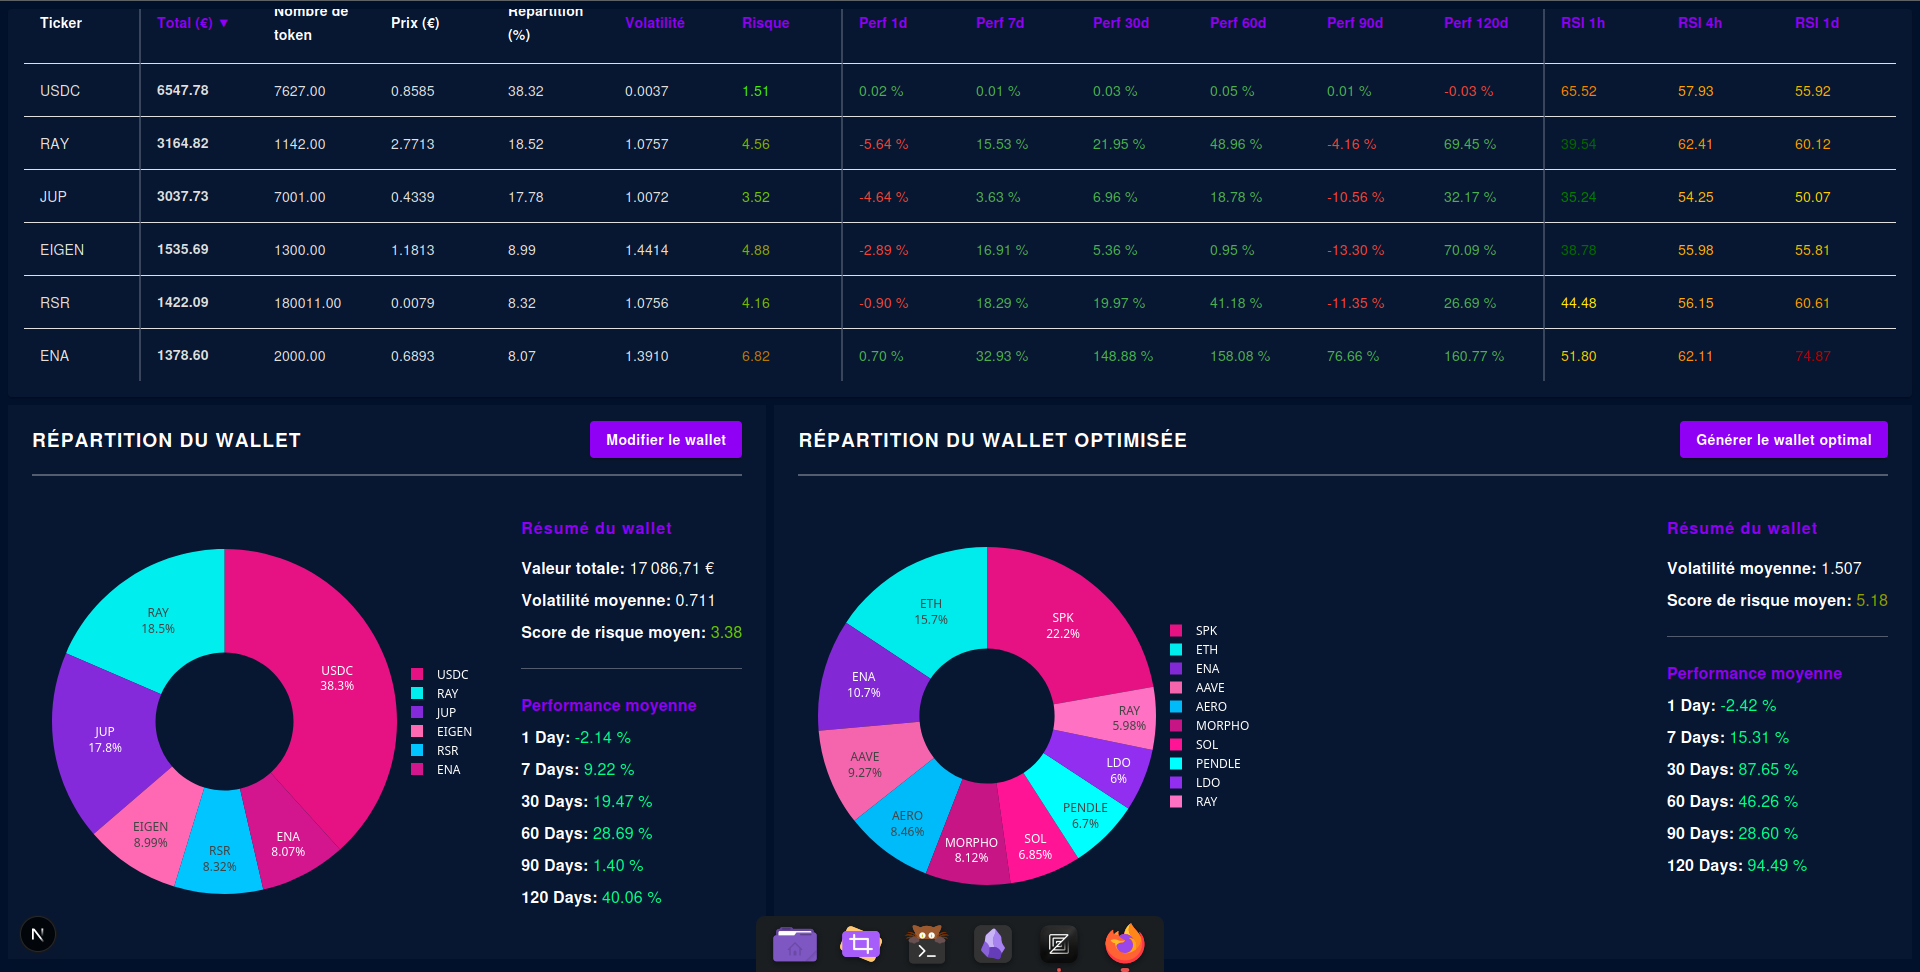 Ticker Total (€) ▼ Nombre de token Prix (€) Répartition (%) Volatilité Risque Perf 1d Perf 7d Perf 30d Perf 60d Perf 90d Perf 120d RSI 1h RSI 4h RSI 1d
USDC 6547.78 7627.00 0.8585 38.32 0.0037 1.51 0.02 % 0.01 % 0.03 % 0.05 % 0.01 % -0.03 % 65.52 57.93 55.92
RAY 3164.82 1142.00 2.7713 18.52 1.0757 4.56 -5.64 % 15.53 % 21.95 % 48.96 % -4.16 % 69.45 % 39.54 62.41 60.12
JUP 3037.73 7001.00 0.4339 17.78 1.0072 3.52 -4.64 % 3.63 % 6.96 % 18.78 % -10.56 % 32.17 % 35.24 54.25 50.07
EIGEN 1535.69 1300.00 1.1813 8.99 1.4414 4.88 -2.89 % 16.91 % 5.36 % 0.95 % -13.30 % 70.09 % 38.78 55.98 55.81
RSR 1422.09 180011.00 0.0079 8.32 1.0756 4.16 -0.90 % 18.29 % 19.97 % 41.18 % -11.35 % 26.69 % 44.48 56.15 60.61
ENA 1378.60 2000.00 0.6893 8.07 1.3910 6.82 0.70 % 32.93 % 148.88 % 158.08 % 76.66 % 160.77 % 51.80 62.11 74.87
RÉPARTITION DU WALLET
Modifier le wallet
USDC
38.3%
RAY
18.5%
JUP
17.8%
EIGEN
8.99%
RSR
8.32%
ENA
8.07%
USDC
RAY
JUP
EIGEN
RSR
ENA
Résumé du wallet
Valeur totale: 17 086,71 €
Volatilité moyenne: 0.711
Score de risque moyen: 3.38
Performance moyenne
1 Day: -2.14 %
7 Days: 9.22 %
30 Days: 19.47 %
60 Days: 28.69 %
90 Days: 1.40 %
120 Days: 40.06 %
RÉPARTITION DU WALLET OPTIMISÉE
Générer le wallet optimal
SPK
22.2%
ETH
15.7%
ENA
10.7%
AAVE
9.27%
AERO
8.46%
MORPHO
8.12%
SOL
6.85%
PENDLE
6.7%
LDO
6%
RAY
5.98%
SPK
ETH
ENA
AAVE
AERO
MORPHO
SOL
PENDLE
LDO
RAY
Résumé du wallet
Volatilité moyenne: 1.507
Score de risque moyen: 5.18
Performance moyenne
1 Day: -2.42 %
7 Days: 15.31 %
30 Days: 87.65 %
60 Days: 46.26 %
90 Days: 28.60 %
120 Days: 94.49 %
N